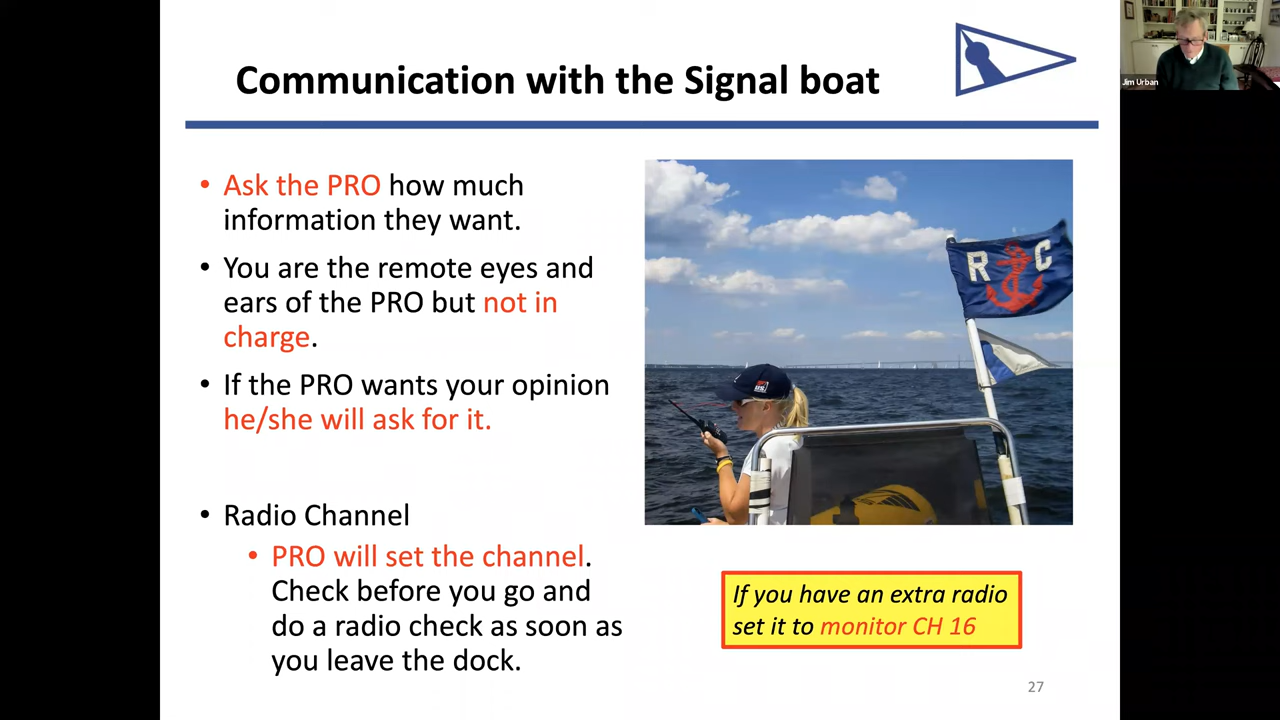 Communication with the Signal boat
Jim Urban
• Ask the PRO how much
information they want.
• You are the remote eyes and
ears of the PRO but not in
charge.
• If the PRO wants your opinion
he/she will ask for it.
R C
• Radio Channel
• PRO will set the channel.
Check before you go and
do a radio check as soon as
you leave the dock.
If you have an extra radio
set it to monitor CH 16
27